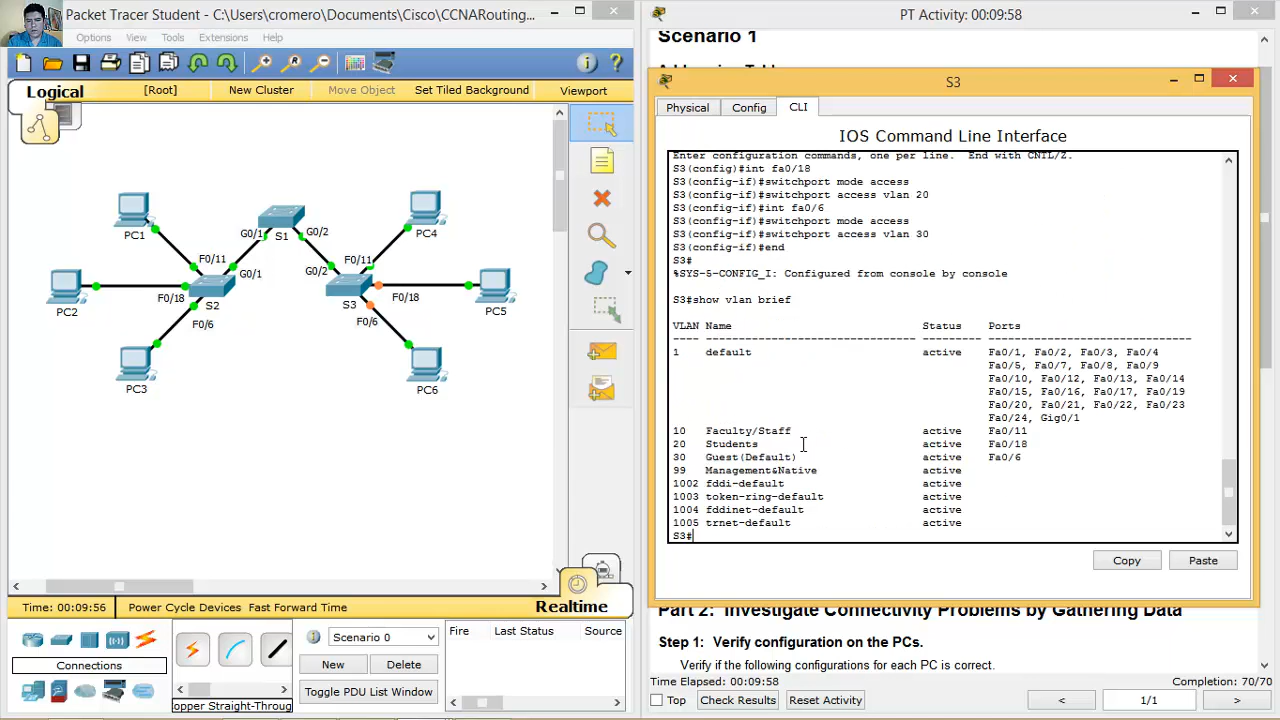 Packet Tracer Student - C:\Users\cromero\Documents\Cisco\CCNARouting...
Options View Tools Extensions Help
Logical [Root] New Cluster Move Object Set Tiled Background Viewport
PC1
PC2
PC3
PC4
PC5
PC6
S1
S2
S3
G0/1
G0/2
F0/11
G0/1
F0/18
F0/6
G0/2
F0/11
F0/18
F0/6
Time: 00:09:56 Power Cycle Devices Fast Forward Time Realtime
Connections
opper Straight-Throug
Scenario 0
New Delete
Toggle PDU List Window
Fire Last Status Source
PT Activity: 00:09:58
Scenario 1
S3
Physical Config CLI
IOS Command Line Interface
Enter configuration commands, one per line. End with CNTL/Z.
S3(config)#int fa0/18
S3(config-if)#switchport mode access
S3(config-if)#switchport access vlan 20
S3(config-if)#int fa0/6
S3(config-if)#switchport mode access
S3(config-if)#switchport access vlan 30
S3(config-if)#end
S3#
%SYS-5-CONFIG_I: Configured from console by console
S3#show vlan brief
VLAN Name Status Ports
---- -------------------------------- --------- -------------------------------
1 default active Fa0/1, Fa0/2, Fa0/3, Fa0/4
Fa0/5, Fa0/7, Fa0/8, Fa0/9
Fa0/10, Fa0/12, Fa0/13, Fa0/14
Fa0/15, Fa0/16, Fa0/17, Fa0/19
Fa0/20, Fa0/21, Fa0/22, Fa0/23
Fa0/24, Gig0/1
10 Faculty/Staff active Fa0/11
20 Students active Fa0/18
30 Guest(Default) active Fa0/6
99 Management&Native active
1002 fddi-default active
1003 token-ring-default active
1004 fddinet-default active
1005 trnet-default active
S3#
Copy Paste
Part 2: Investigate Connectivity Problems by Gathering Data
Step 1: Verify configuration on the PCs.
Verify if the following configurations for each PC is correct.
Time Elapsed: 00:09:58 Completion: 70/70
Top Check Results Reset Activity < 1/1 >